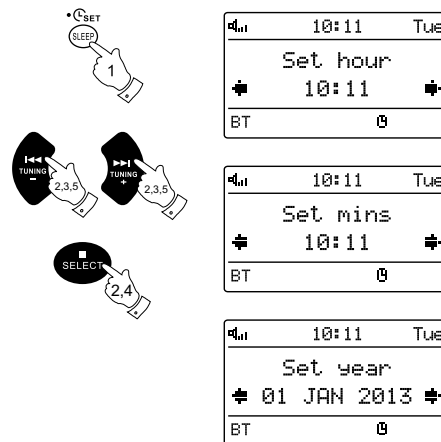 •SET
SLEEP
1
TUNING
−
2,3,5
TUNING
+
2,3,5
SELECT
2,4
10:11 Tue
Set hour
10:11
BT
10:11 Tue
Set mins
10:11
BT
10:11 Tue
Set year
01 JAN 2013
BT